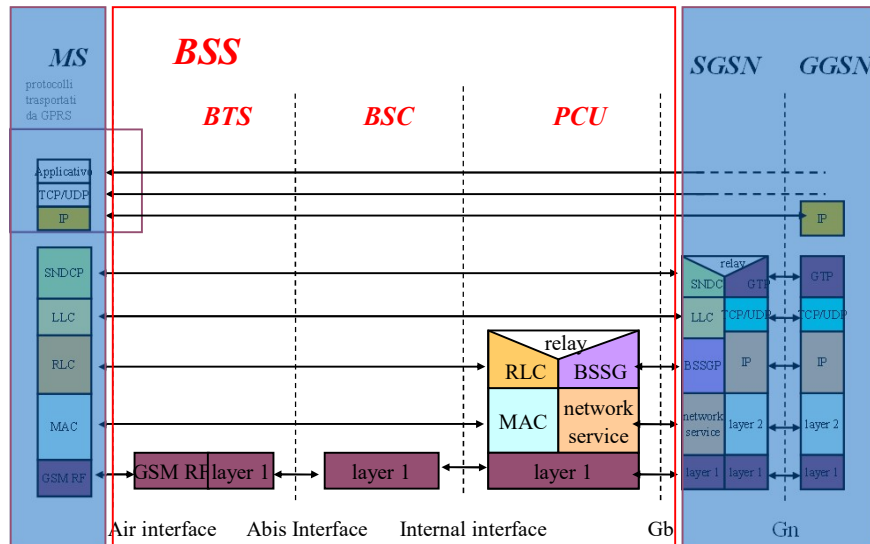 MS
BSS
SGSN
GGSN
protocolli
trasportati
da GPRS
BTS
BSC
PCU
Applicativo
TCP/UDP
IP
IP
SNDCP
relay
SNDC
GTP
GTP
LLC
LLC
TCP/UDP
TCP/UDP
relay
RLC
RLC
BSSG
BSSGP
IP
IP
MAC
MAC
network
service
network
service
layer 2
layer 2
GSM RF
GSM RF
layer 1
layer 1
layer 1
layer 1
layer 1
layer 1
Air interface
Abis Interface
Internal interface
Gb
Gn